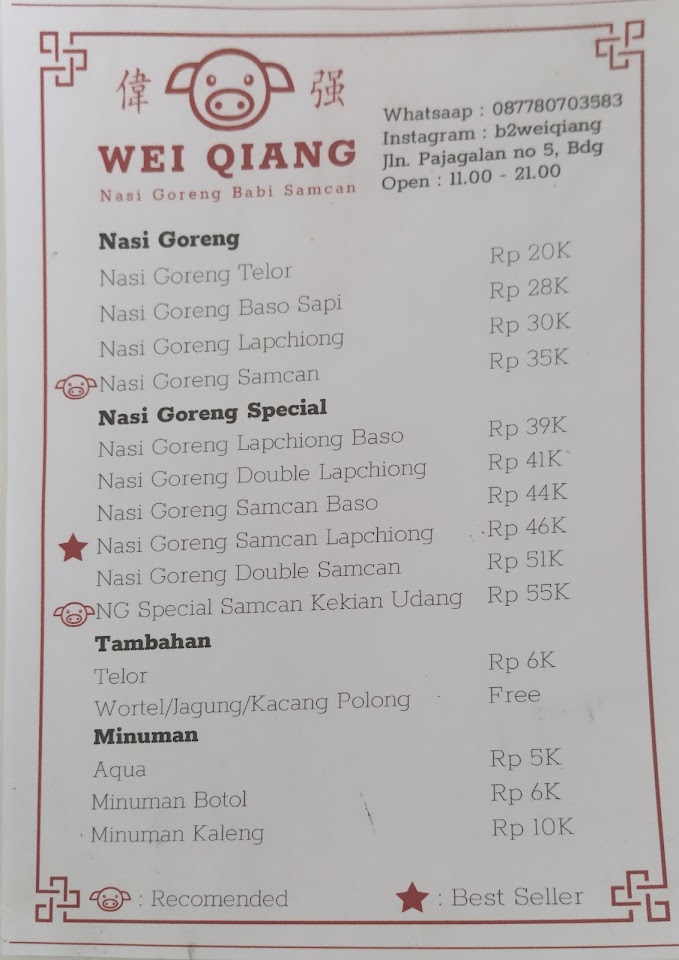 偉 强
WEI QIANG
Nasi Goreng Babi Samcan
Whatsaap : 087780703583
Instagram : b2weiqiang
Jln. Pajagalan no 5, Bdg
Open : 11.00 - 21.00
Nasi Goreng
Nasi Goreng Telor Rp 20K
Nasi Goreng Baso Sapi Rp 28K
Nasi Goreng Lapchiong Rp 30K
Nasi Goreng Samcan Rp 35K
Nasi Goreng Special
Nasi Goreng Lapchiong Baso Rp 39K
Nasi Goreng Double Lapchiong Rp 41K
Nasi Goreng Samcan Baso Rp 44K
Nasi Goreng Samcan Lapchiong Rp 46K
Nasi Goreng Double Samcan Rp 51K
NG Special Samcan Kekian Udang Rp 55K
Tambahan
Telor Rp 6K
Wortel/Jagung/Kacang Polong Free
Minuman
Aqua Rp 5K
Minuman Botol Rp 6K
Minuman Kaleng Rp 10K
: Recomended
: Best Seller